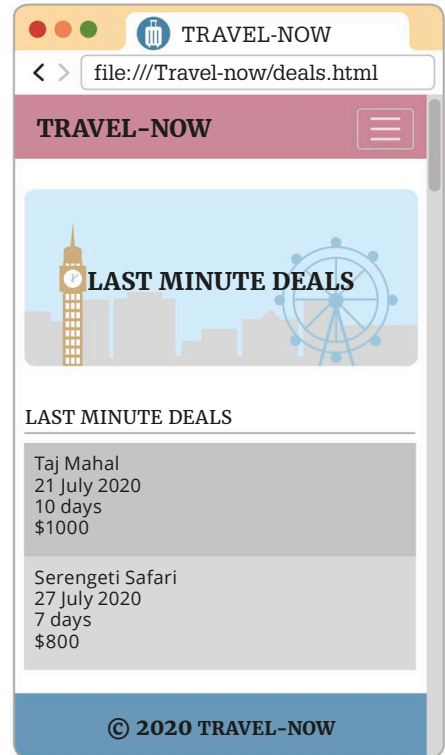 TRAVEL-NOW
file:///Travel-now/deals.html
TRAVEL-NOW
LAST MINUTE DEALS
LAST MINUTE DEALS
Taj Mahal
21 July 2020
10 days
$1000
Serengeti Safari
27 July 2020
7 days
$800
© 2020 TRAVEL-NOW